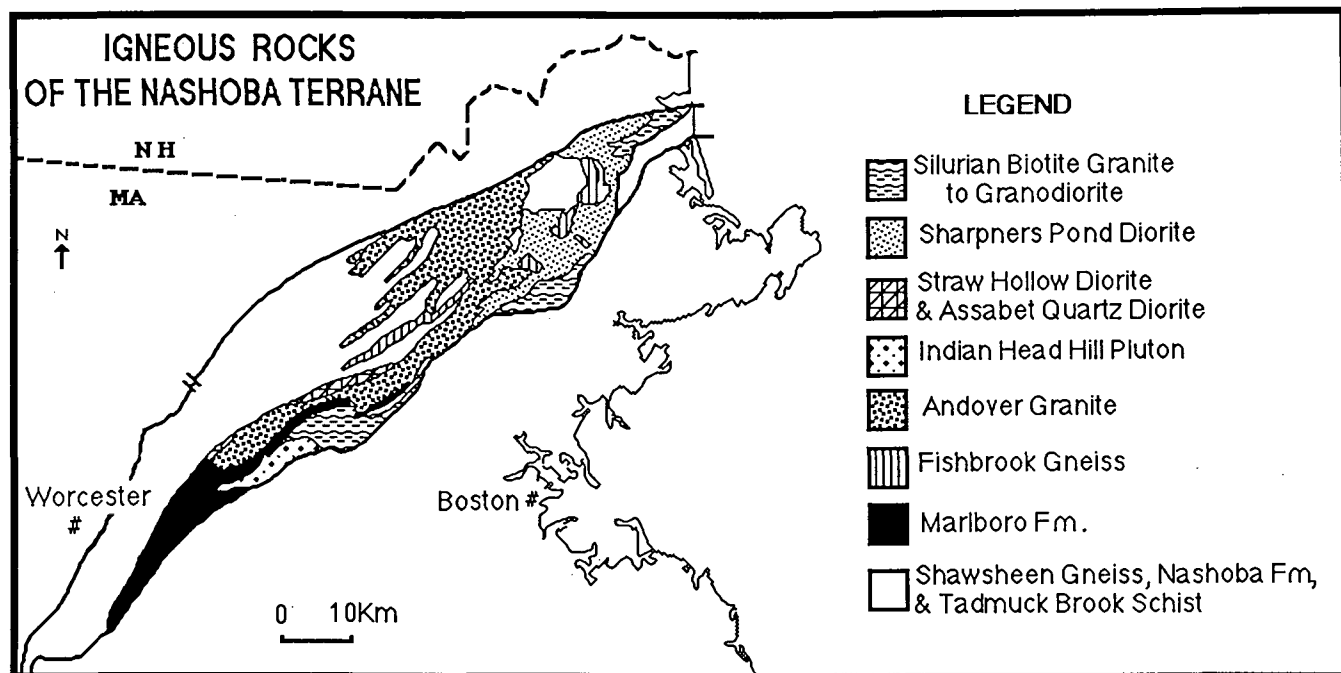 IGNEOUS ROCKS
OF THE NASHOBA TERRANE
NH
MA
N
Worcester
#
Boston #
0 10Km
LEGEND
Silurian Biotite Granite
to Granodiorite
Sharpners Pond Diorite
Straw Hollow Diorite
& Assabet Quartz Diorite
Indian Head Hill Pluton
Andover Granite
Fishbrook Gneiss
Marlboro Fm.
Shawsheen Gneiss, Nashoba Fm,
& Tadmuck Brook Schist